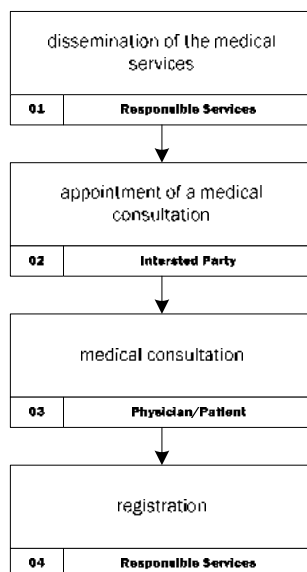 dissemination of the medical
services
01 Responsible Services
appointment of a medical
consultation
02 Intersted Party
medical consultation
03 Physician/Patient
registration
04 Responsible Services